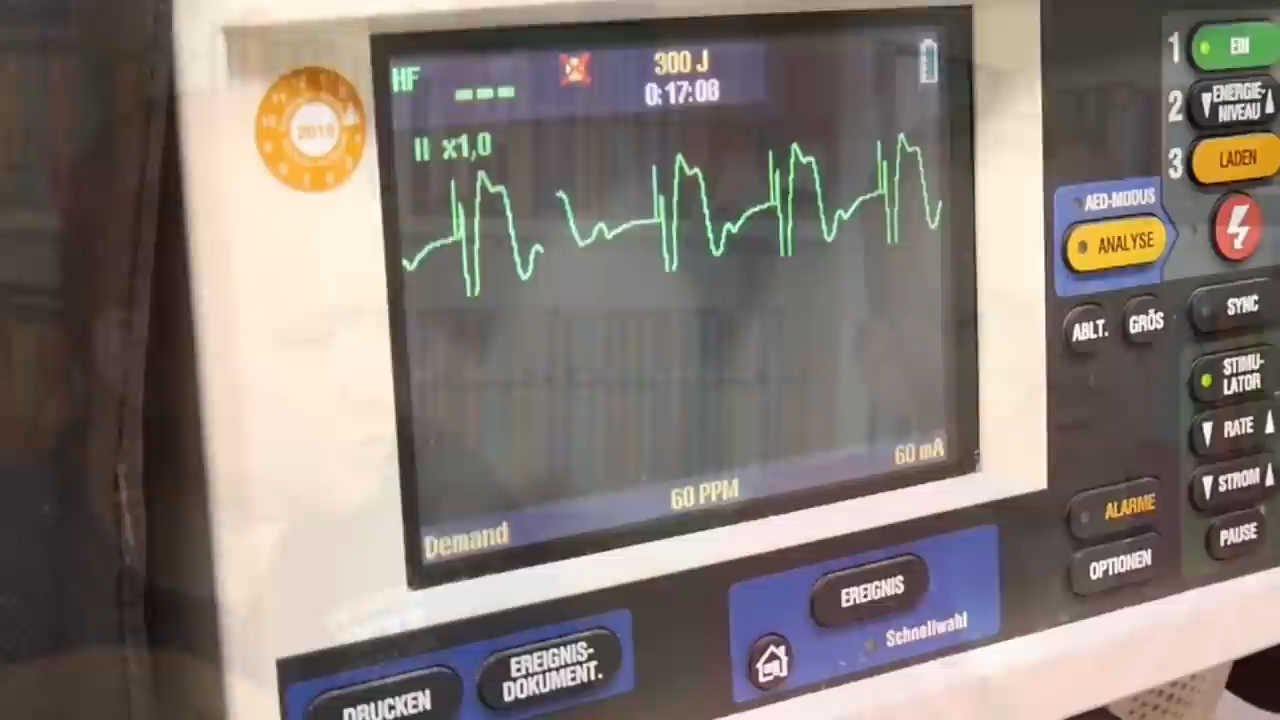 HF
---
300 J
0:17:08
II x1,0
2019
60 mA
60 PPM
Demand
1
EIN
2
ENERGIE-
NIVEAU
3
LADEN
AED-MODUS
ANALYSE
SYNC
ABLT.
GRÖS
STIMU-
LATOR
RATE
STROM
ALARME
PAUSE
OPTIONEN
EREIGNIS
Schnellwahl
EREIGNIS-
DOKUMENT.
DRUCKEN